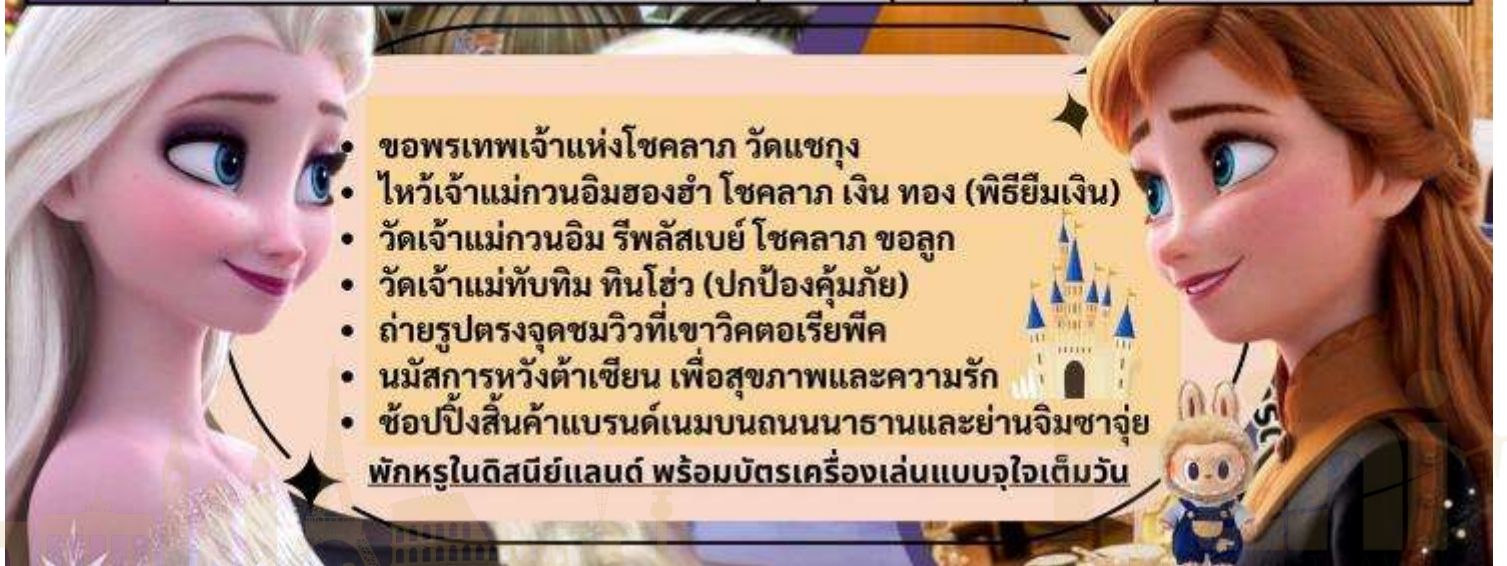 • ขอพรเทพเจ้าแห่งโชคลาภ วัดแชกุง
• ไหว้เจ้าแม่กวนอิมฮองฮำ โชคลาภ เงิน ทอง (พิธียืมเงิน)
• วัดเจ้าแม่กวนอิม รีพลัสเบย์ โชคลาภ ขอลูก
• วัดเจ้าแม่ทับทิม ทินโฮ่ว (ปกป้องคุ้มภัย)
• ถ่ายรูปตรงจุดชมวิวที่เขาวิคตอเรียพีค
• นมัสการหวังต้าเซียน เพื่อสุขภาพและความรัก
• ช้อปปิ้งสิ้นค้าแบรนด์เนมบนถนนนาธานและย่านจิมซาจุ่ย
พักหรูในดิสนีย์แลนด์ พร้อมบัตรเครื่องเล่นแบบจุใจเต็มวัน